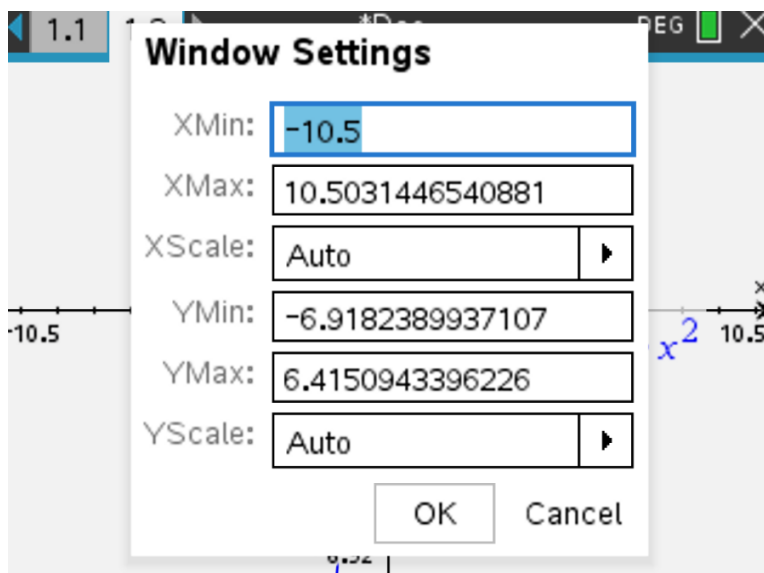 1.1
DEG
Window Settings
XMin: -10.5
XMax: 10.5031446540881
XScale: Auto
YMin: -6.9182389937107
YMax: 6.4150943396226
YScale: Auto
OK Cancel
-10.5
x
x² 10.5